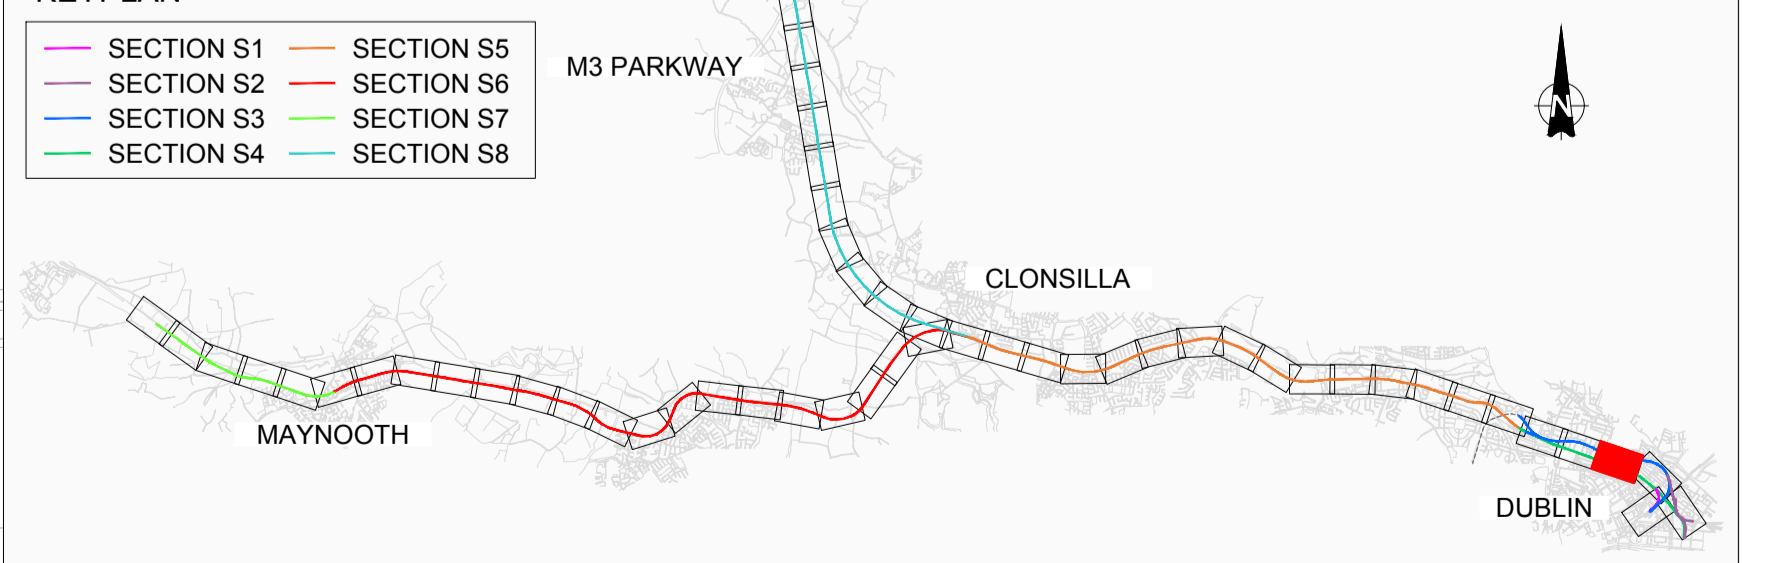 SECTION S1 SECTION S5
SECTION S2 SECTION S6
SECTION S3 SECTION S7
SECTION S4 SECTION S8
M3 PARKWAY
N
CLONSILLA
MAYNOOTH
DUBLIN